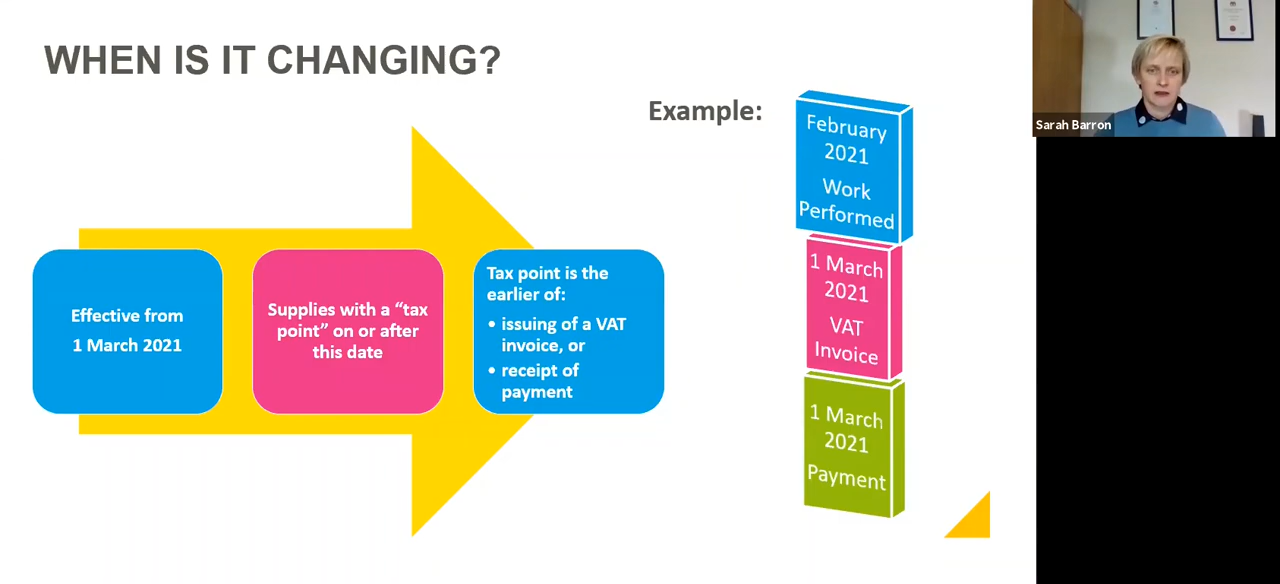 WHEN IS IT CHANGING?
Effective from
1 March 2021
Supplies with a “tax
point” on or after
this date
Tax point is the
earlier of:
• issuing of a VAT
invoice, or
• receipt of
payment
Example:
February
2021
Work
Performed
1 March
2021
VAT
Invoice
1 March
2021
Payment
Sarah Barron